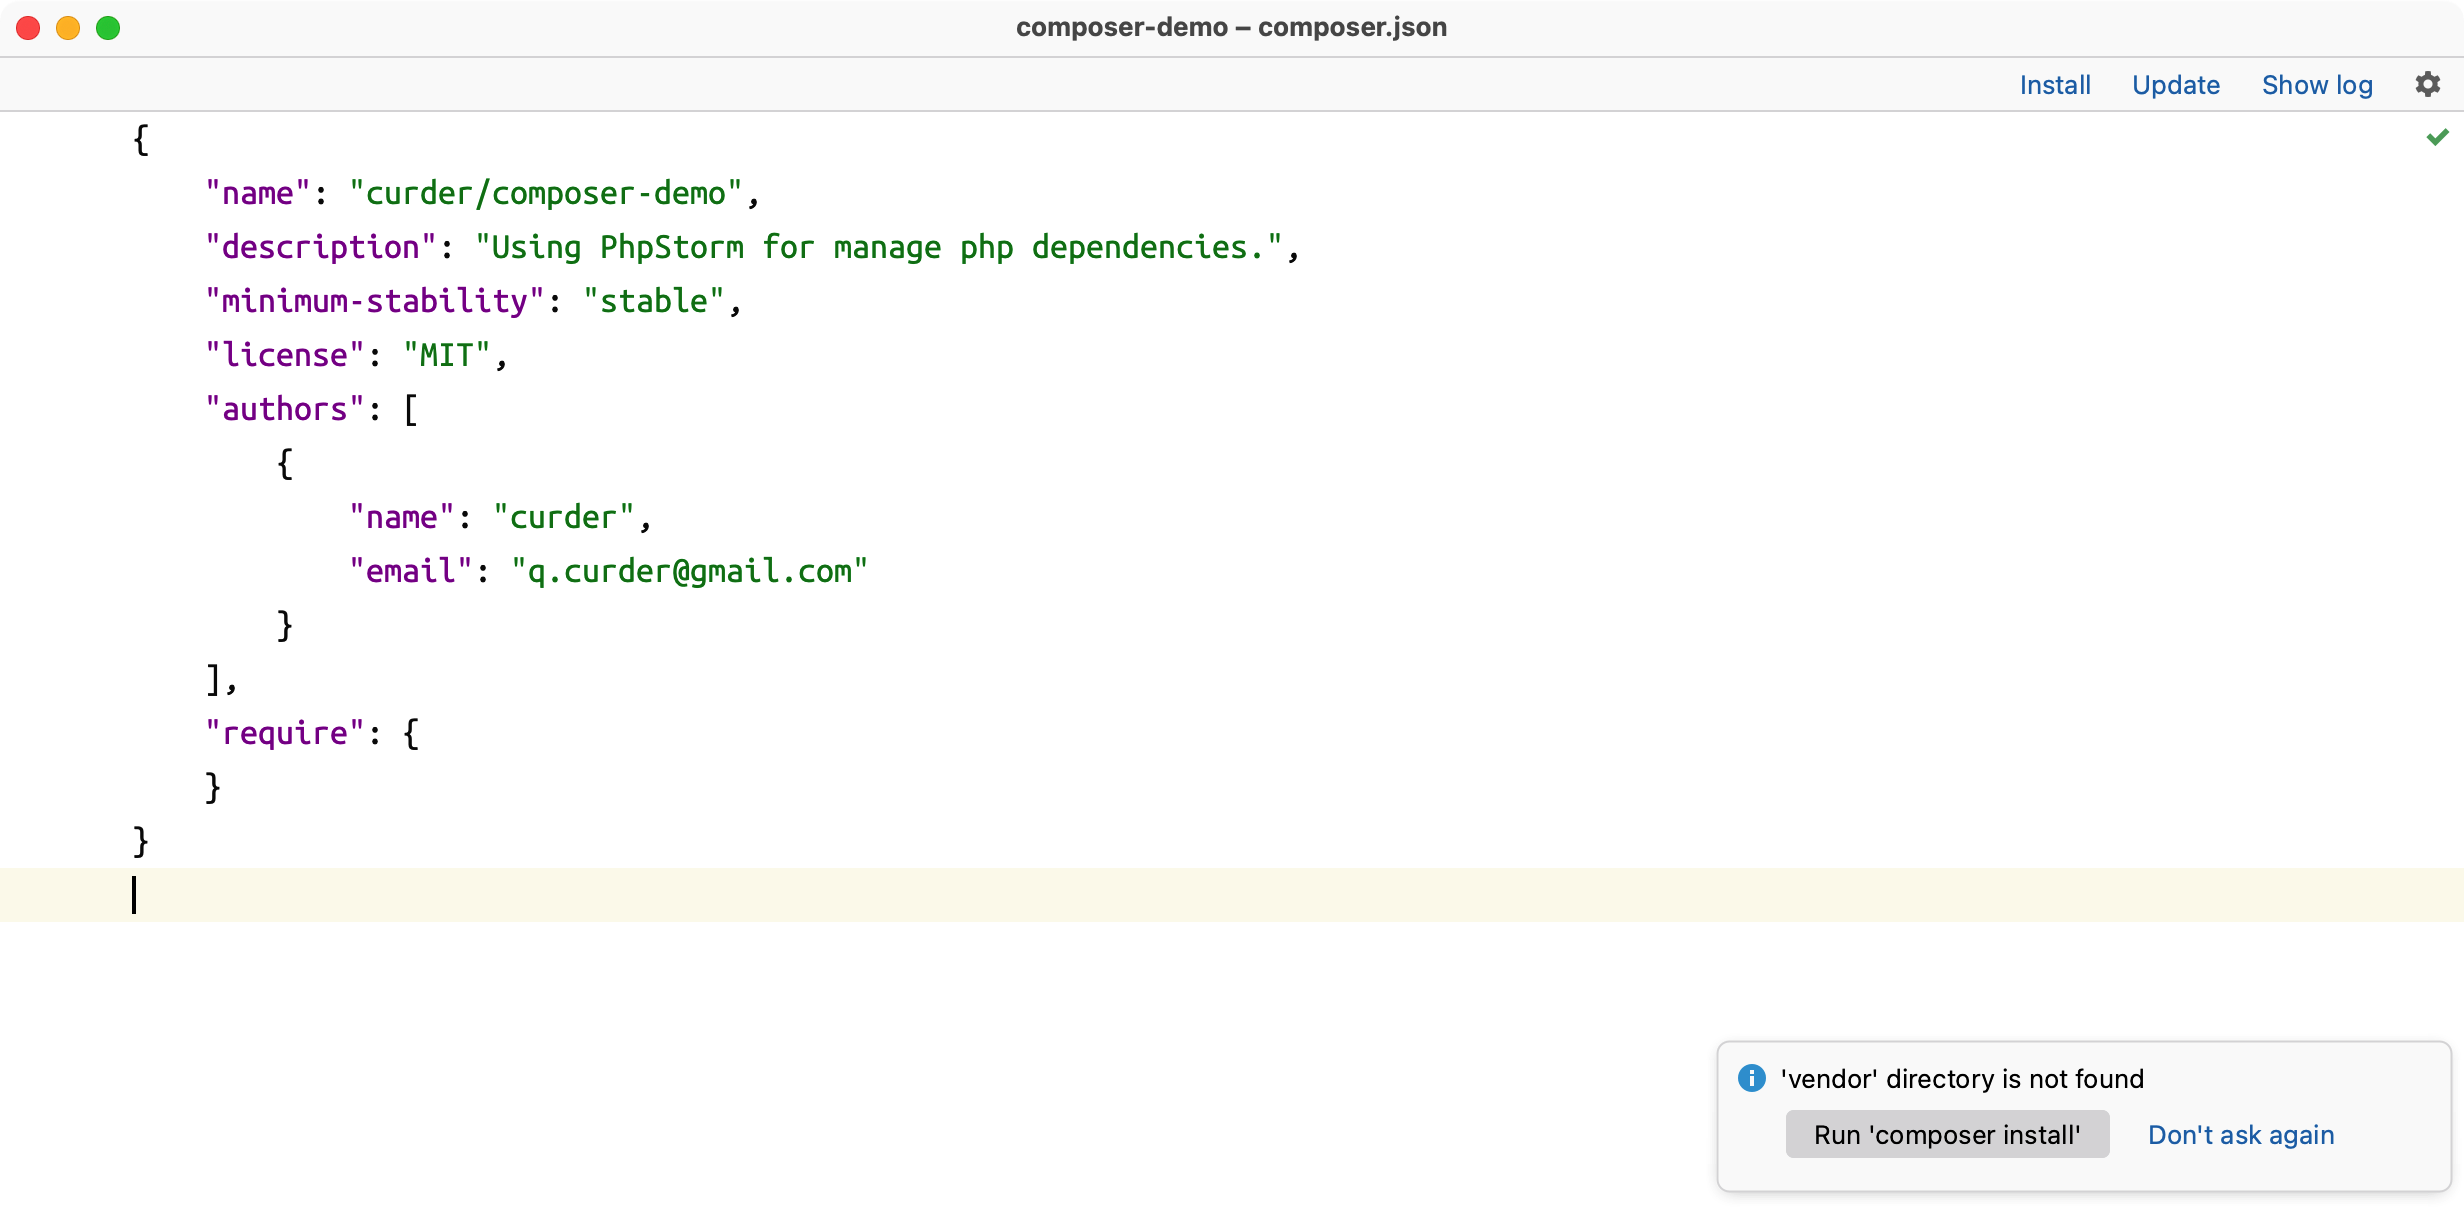 composer-demo – composer.json
Install Update Show log
{
"name": "curder/composer-demo",
"description": "Using PhpStorm for manage php dependencies.",
"minimum-stability": "stable",
"license": "MIT",
"authors": [
{
"name": "curder",
"email": "q.curder@gmail.com"
}
],
"require": {
}
}
'vendor' directory is not found
Run 'composer install' Don't ask again